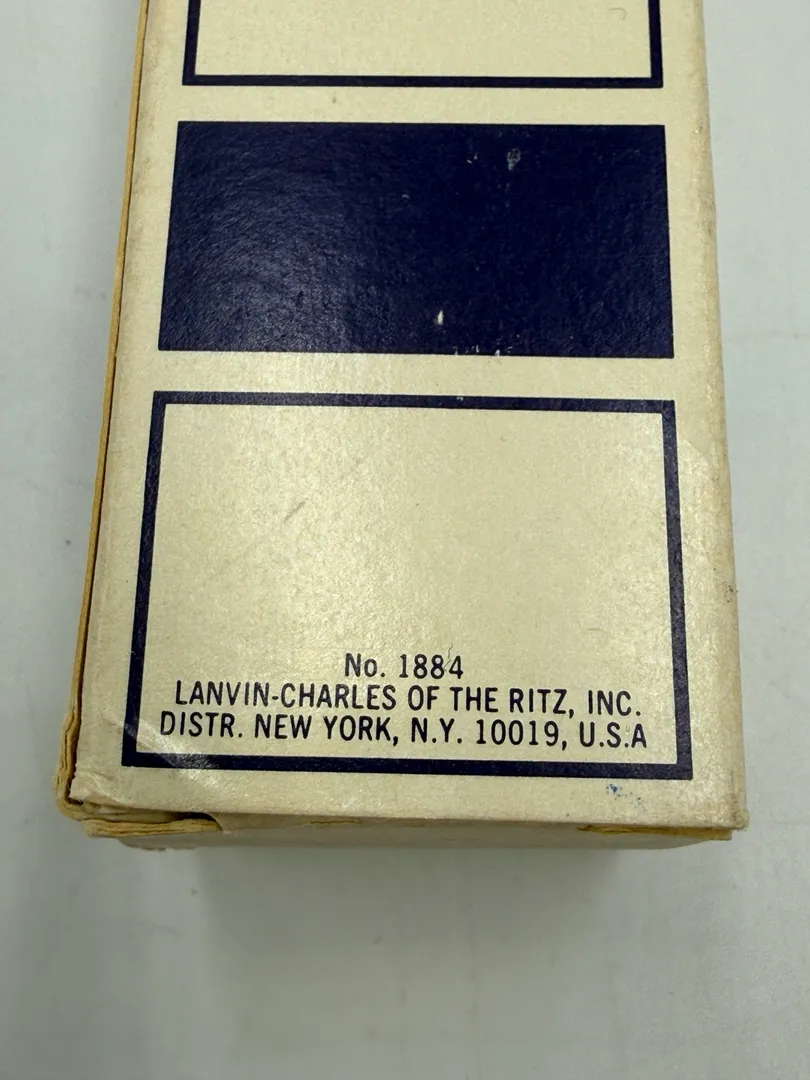 No. 1884
LANVIN-CHARLES OF THE RITZ, INC.
DISTR. NEW YORK, N.Y. 10019, U.S.A